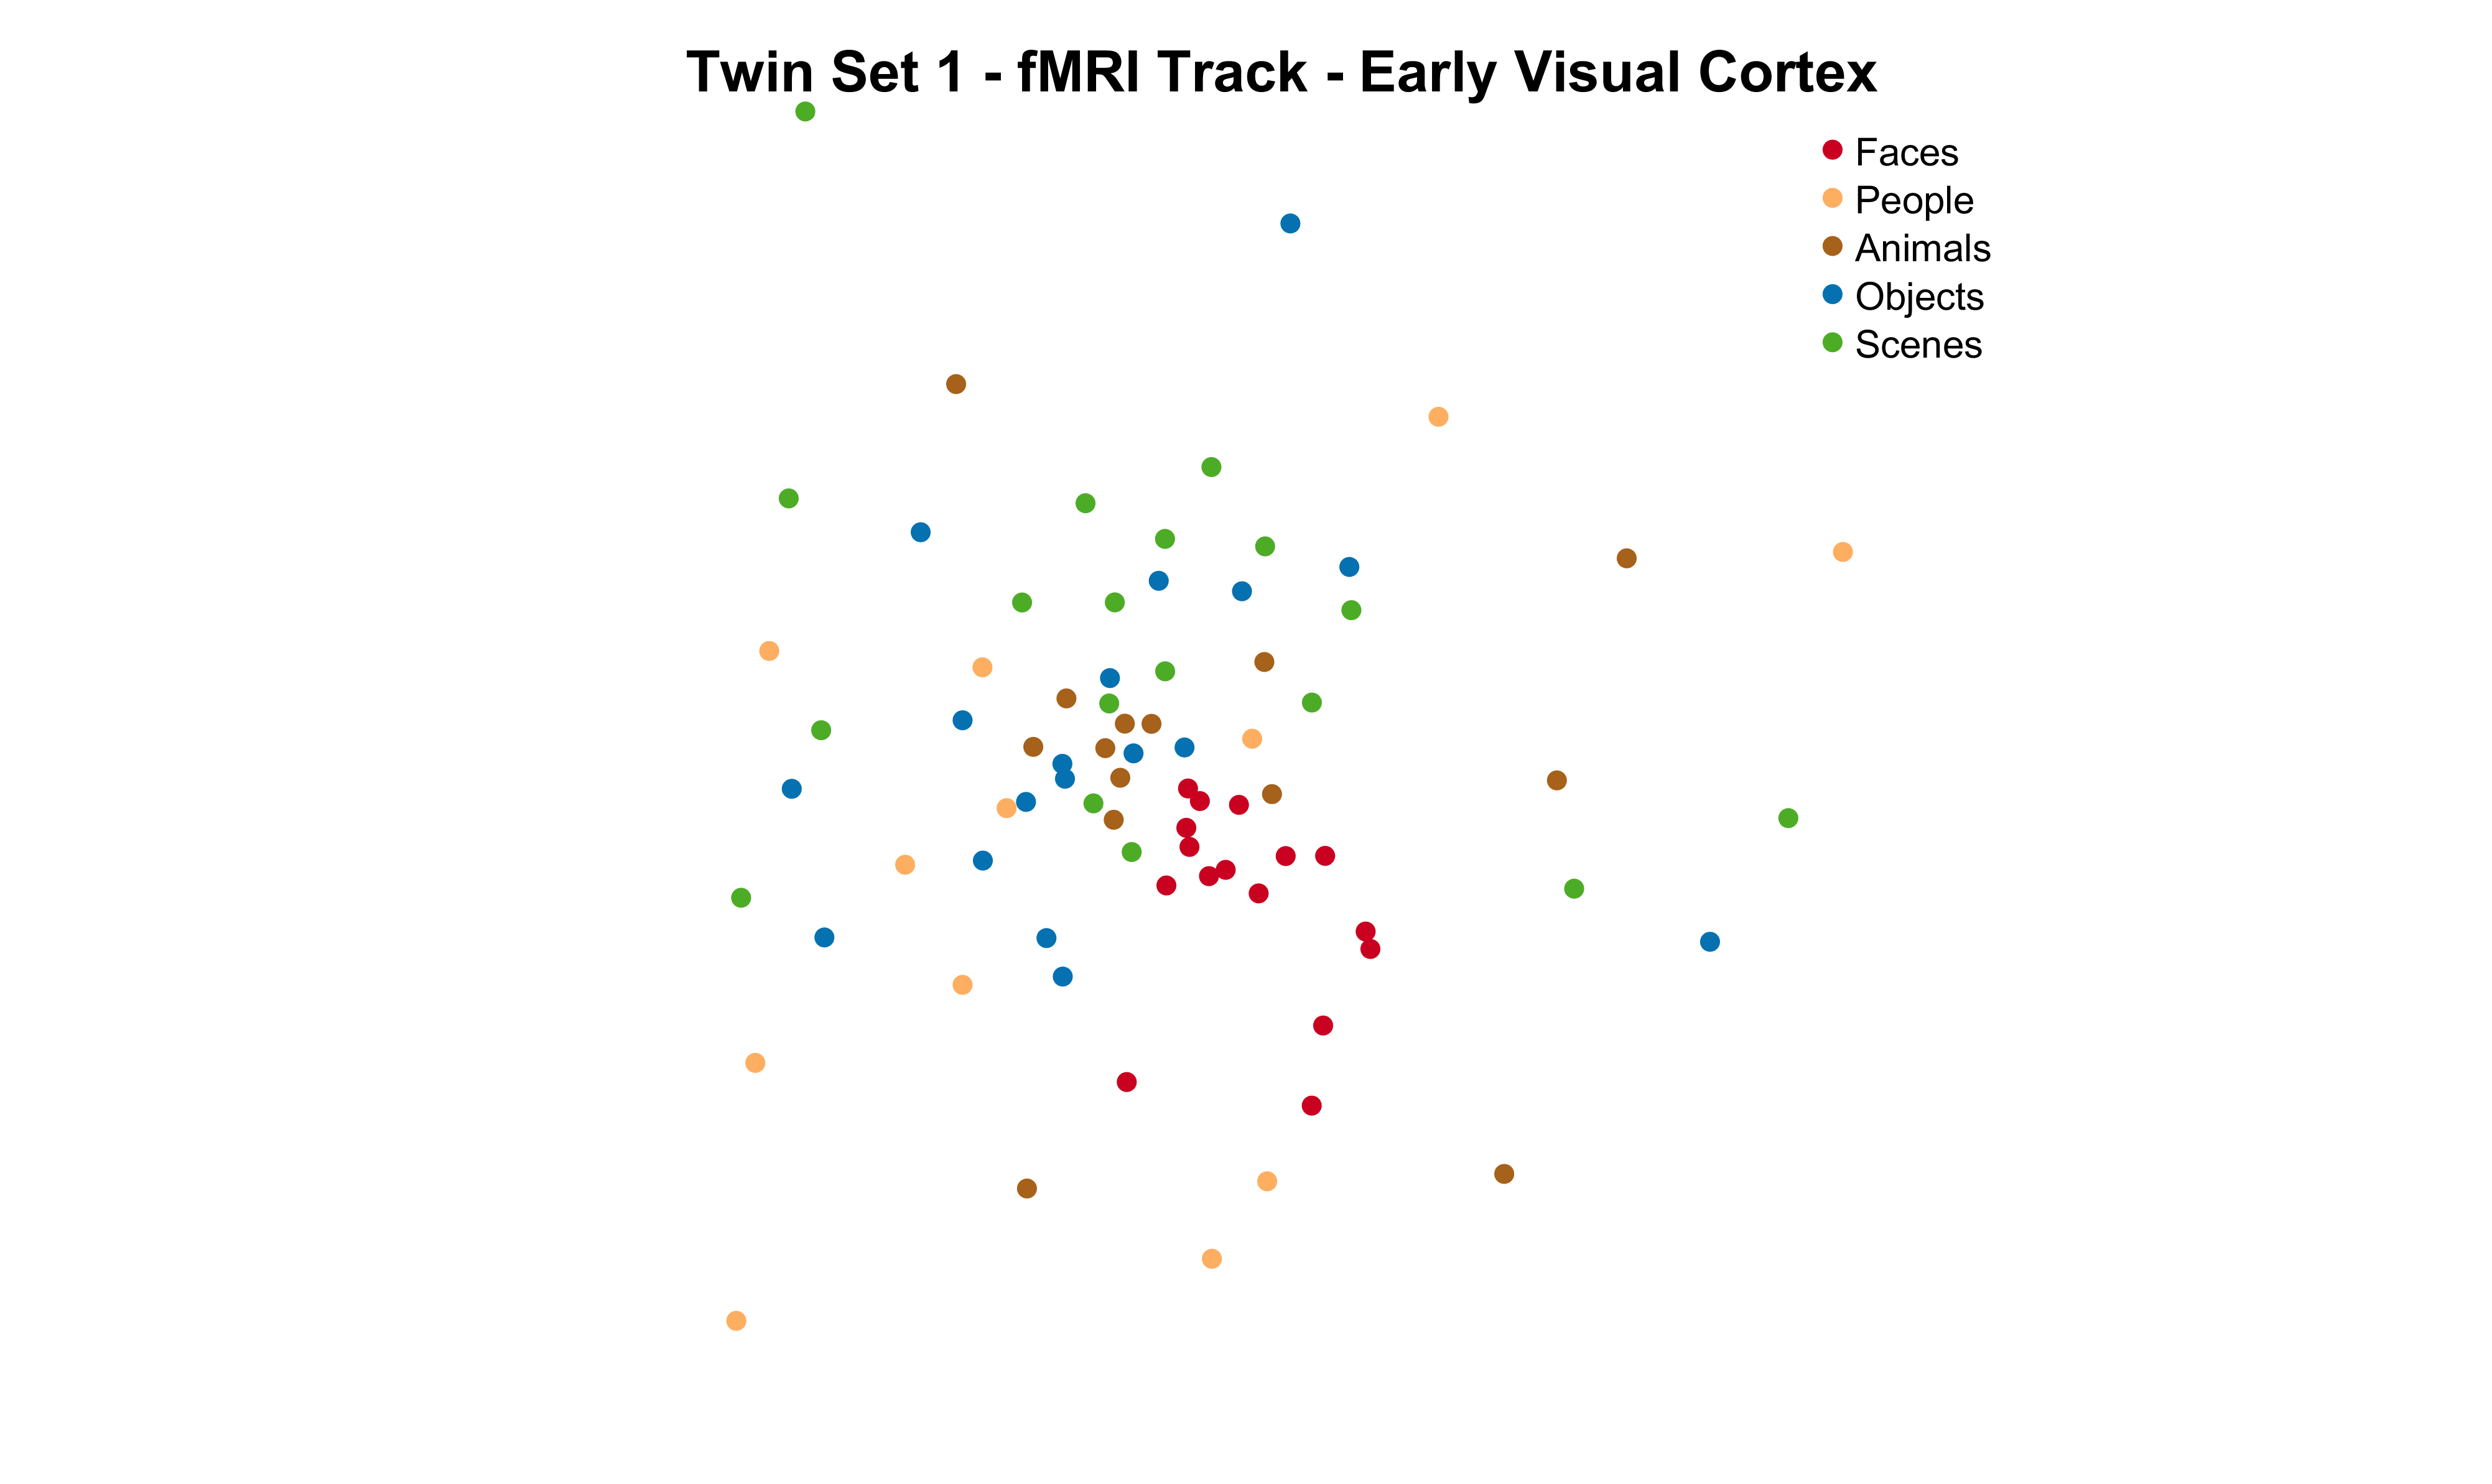 Twin Set 1 - fMRI Track - Early Visual Cortex
Faces
People
Animals
Objects
Scenes